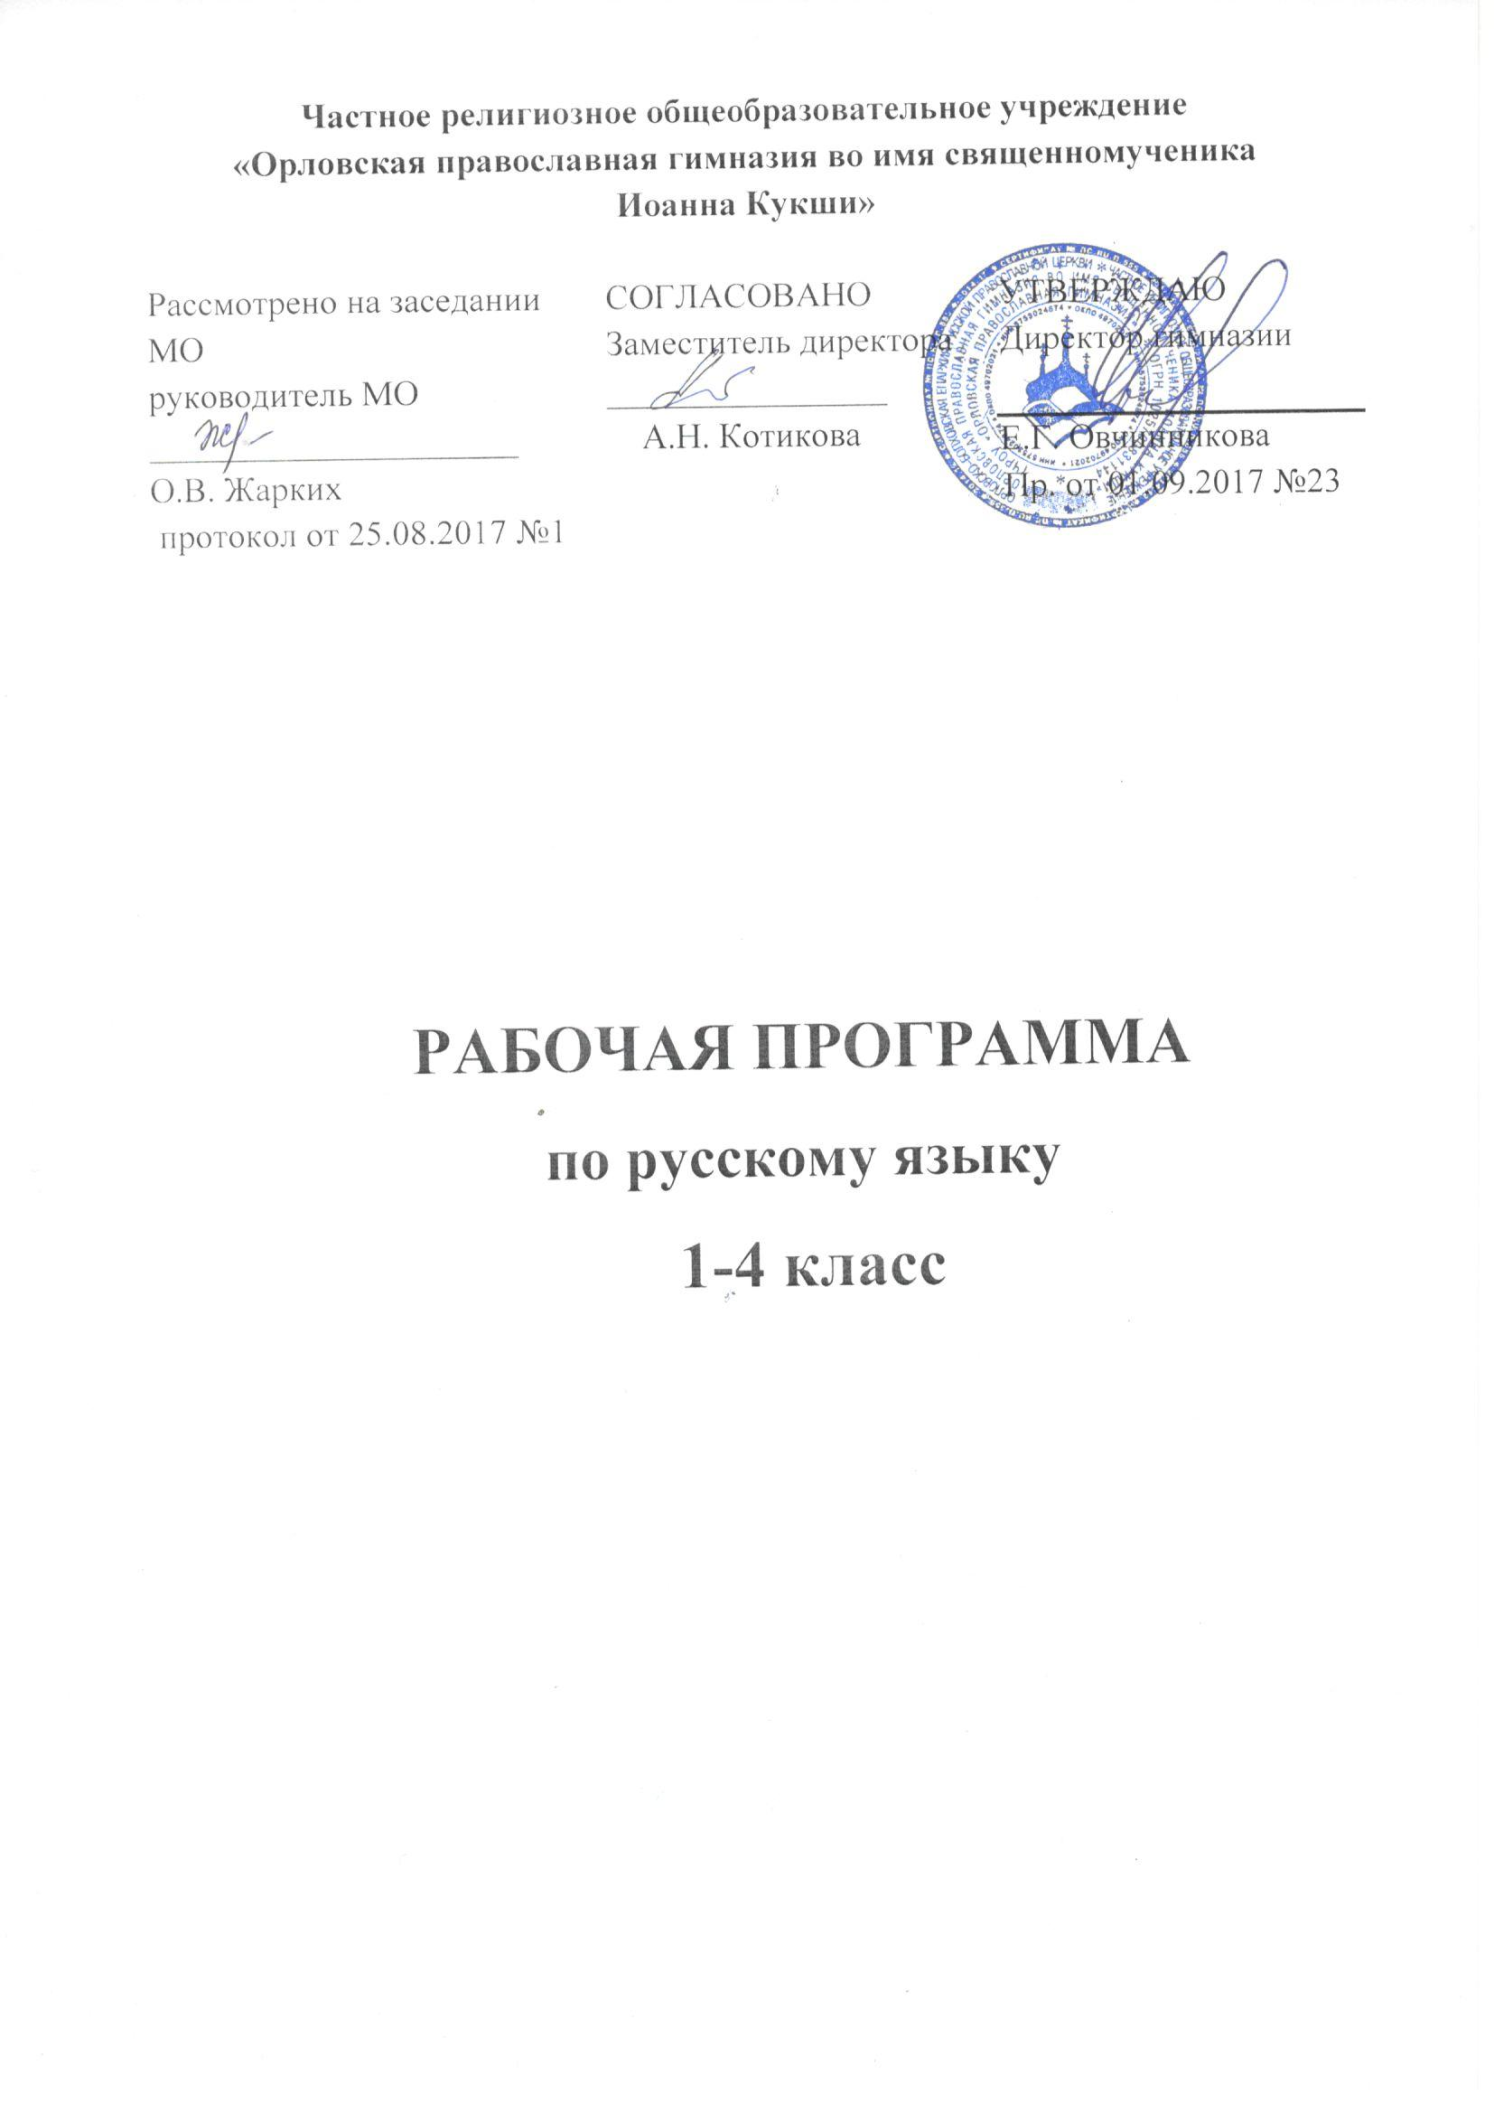 Частное религиозное общеобразовательное учреждение
«Орловская православная гимназия во имя священномученика
Иоанна Кукши»
Рассмотрено на заседании
МО
руководитель МО
О.В. Жарких
протокол от 25.08.2017 №1
СОГЛАСОВАНО
Заместитель директора
А.Н. Котикова
УТВЕРЖДАЮ
Директор гимназии
Е.Г. Овчинникова
Пр. от 01.09.2017 №23
РАБОЧАЯ ПРОГРАММА
по русскому языку
1-4 класс